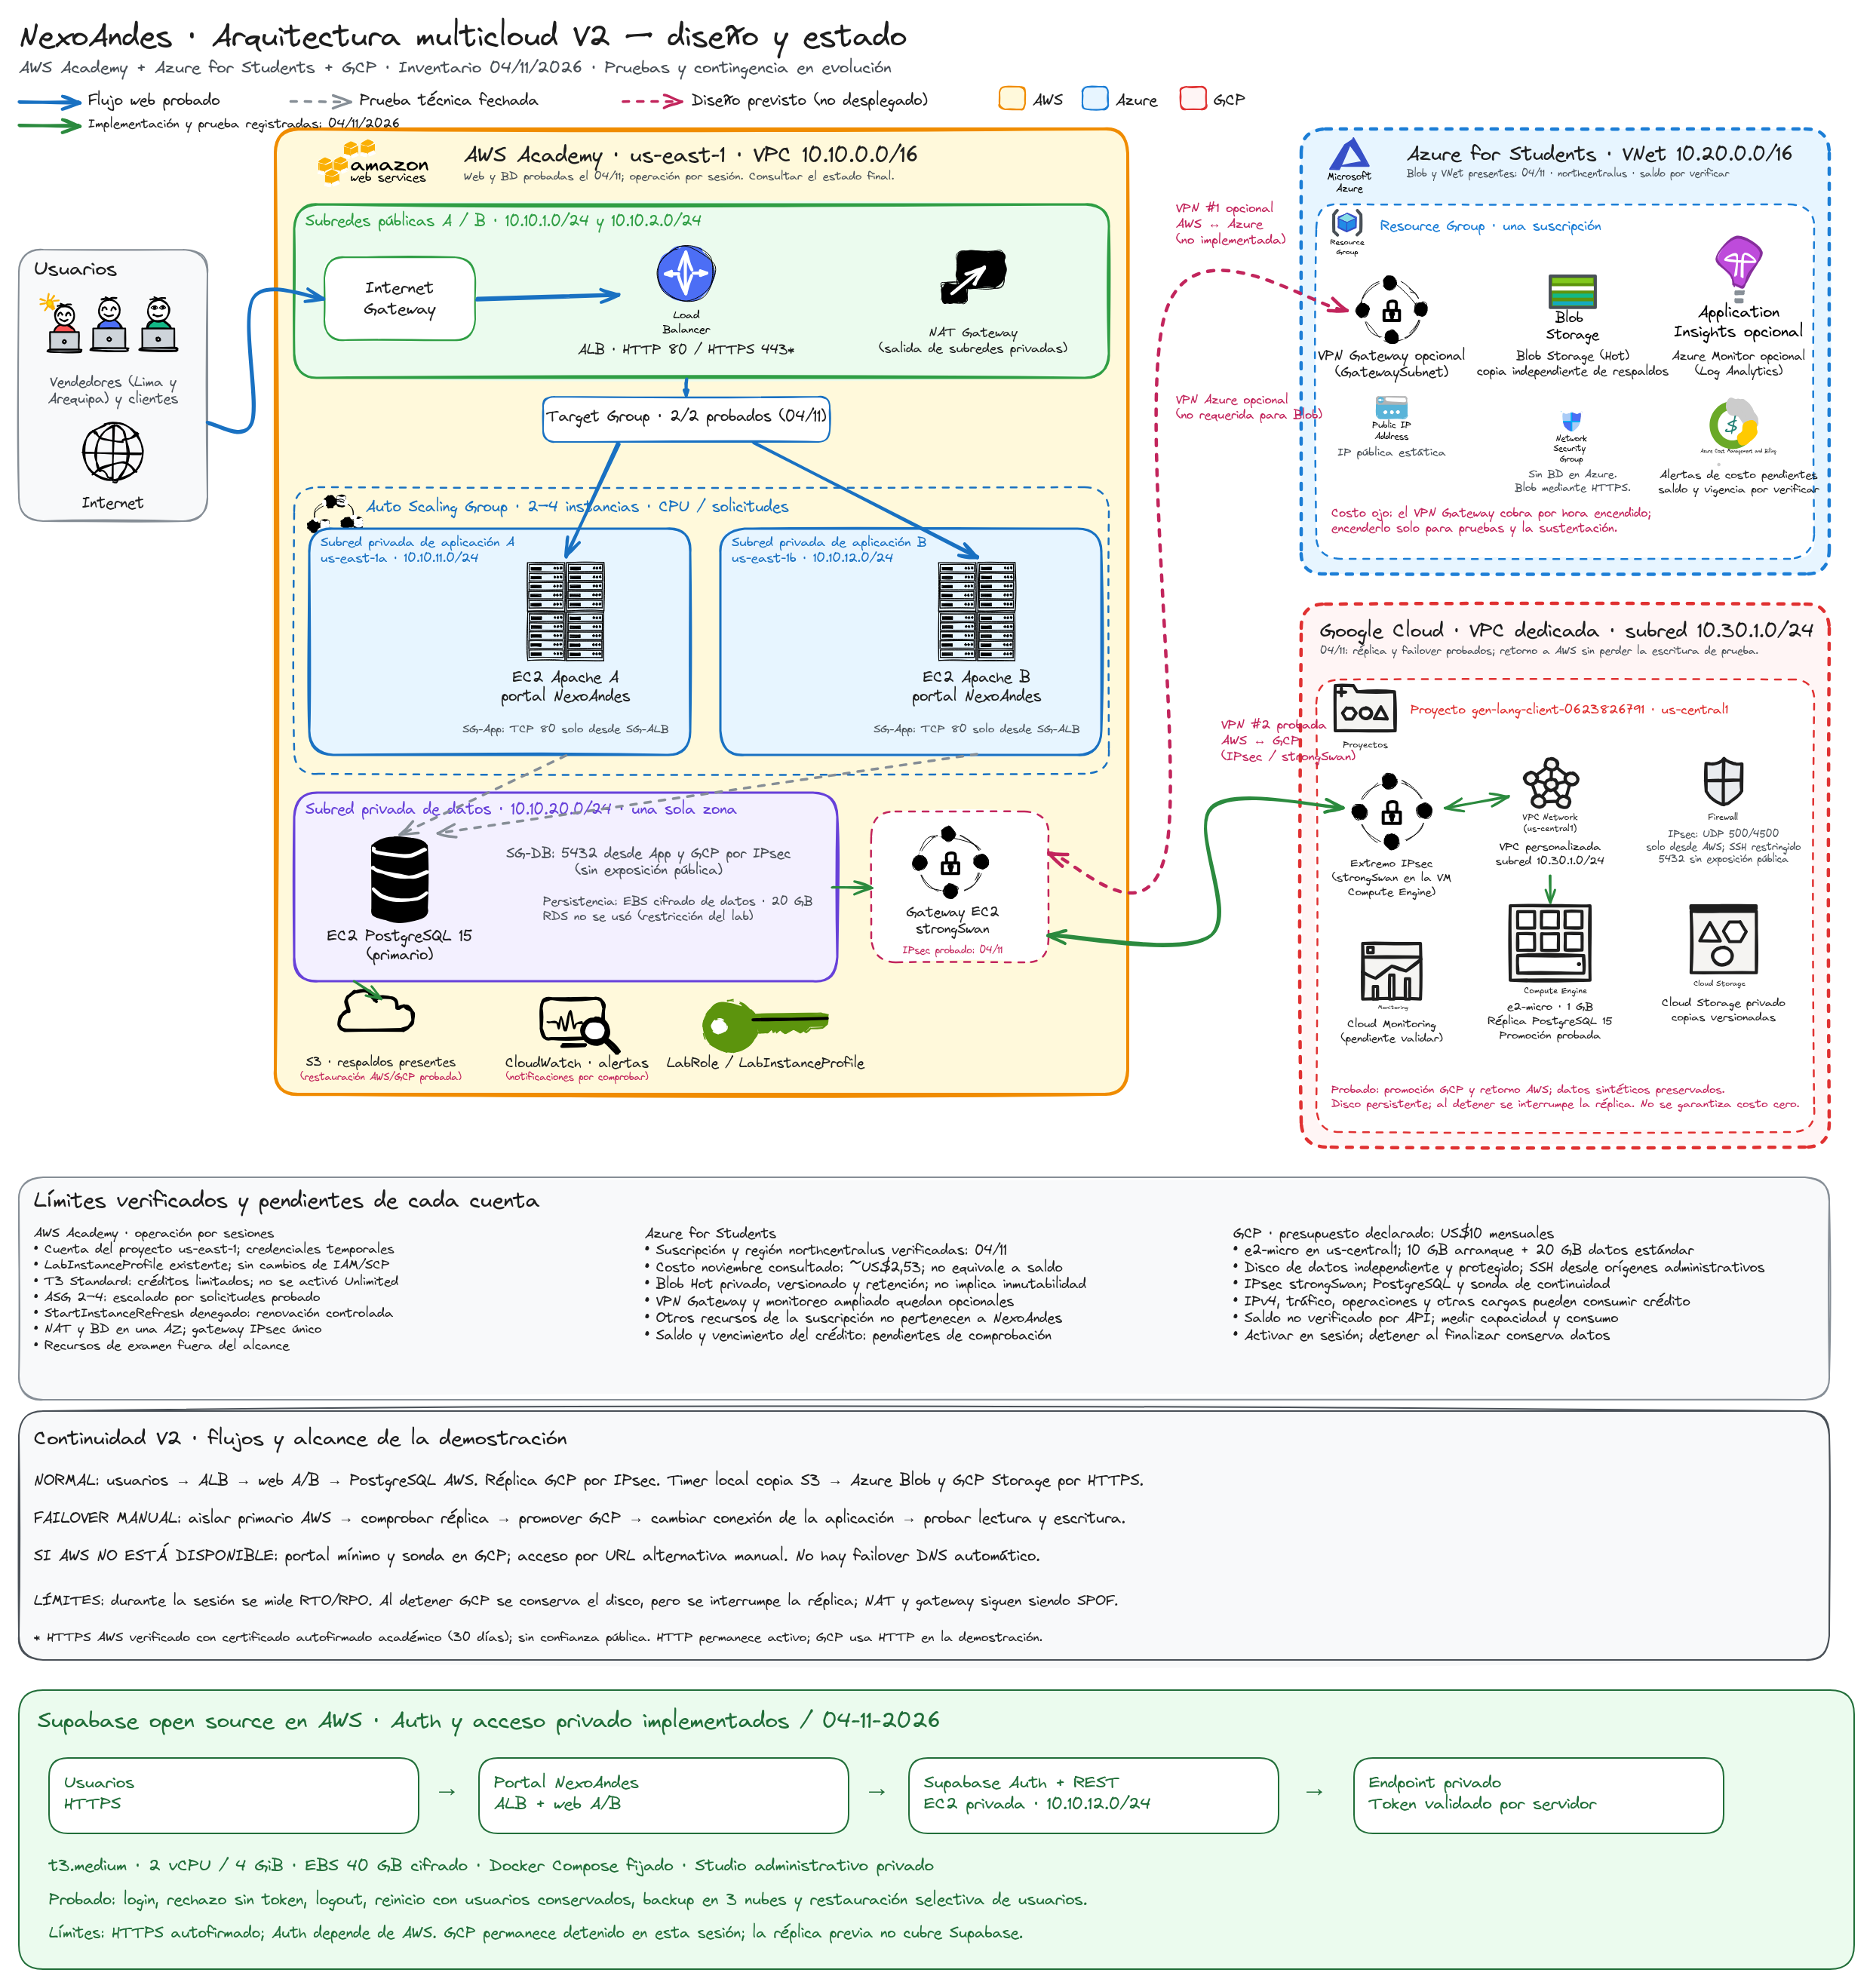 NexoAndes · Arquitectura multicloud V2 — diseño y estado
AWS Academy + Azure for Students + GCP · Inventario 04/11/2026 · Pruebas y contingencia en evolución
Flujo web probado
Prueba técnica fechada
Diseño previsto (no desplegado)
AWS
Azure
GCP
Implementación y prueba registradas: 04/11/2026
Usuarios
Vendedores (Lima y
Arequipa) y clientes
Internet
amazon
web services
AWS Academy · us-east-1 · VPC 10.10.0.0/16
Web y BD probadas el 04/11; operación por sesión. Consultar el estado final.
Subredes públicas A / B · 10.10.1.0/24 y 10.10.2.0/24
Internet
Gateway
Load
Balancer
ALB · HTTP 80 / HTTPS 443*
NAT Gateway
(salida de subredes privadas)
Target Group · 2/2 probados (04/11)
Auto Scaling Group · 2–4 instancias · CPU / solicitudes
Subred privada de aplicación A
us-east-1a · 10.10.11.0/24
EC2 Apache A
portal NexoAndes
SG-App: TCP 80 solo desde SG-ALB
Subred privada de aplicación B
us-east-1b · 10.10.12.0/24
EC2 Apache B
portal NexoAndes
SG-App: TCP 80 solo desde SG-ALB
Subred privada de datos · 10.10.20.0/24 · una sola zona
EC2 PostgreSQL 15
(primario)
SG-DB: 5432 desde App y GCP por IPsec
(sin exposición pública)
Persistencia: EBS cifrado de datos · 20 GB
RDS no se usó (restricción del lab)
Gateway EC2
strongSwan
IPsec probado: 04/11
S3 · respaldos presentes
(restauración AWS/GCP probada)
CloudWatch · alertas
(notificaciones por comprobar)
LabRole / LabInstanceProfile
VPN #1 opcional
AWS ↔ Azure
(no implementada)
VPN Azure opcional
(no requerida para Blob)
VPN #2 probada
AWS ↔ GCP
(IPsec / strongSwan)
Microsoft
Azure
Azure for Students · VNet 10.20.0.0/16
Blob y VNet presentes: 04/11 · northcentralus · saldo por verificar
Resource
Group
Resource Group · una suscripción
VPN Gateway opcional
(GatewaySubnet)
Blob
Storage
Blob Storage (Hot)
copia independiente de respaldos
Application
Insights opcional
Azure Monitor opcional
(Log Analytics)
Public IP
Address
IP pública estática
Network
Security
Group
Sin BD en Azure.
Blob mediante HTTPS.
Azure Cost Management and Billing
Alertas de costo pendientes
saldo y vigencia por verificar
Costo ojo: el VPN Gateway cobra por hora encendido;
encenderlo solo para pruebas y la sustentación.
Google Cloud · VPC dedicada · subred 10.30.1.0/24
04/11: réplica y failover probados; retorno a AWS sin perder la escritura de prueba.
Proyectos
Proyecto gen-lang-client-0623826791 · us-central1
Extremo IPsec
(strongSwan en la VM
Compute Engine)
VPC Network
(us-central1)
VPC personalizada
subred 10.30.1.0/24
Firewall
IPsec: UDP 500/4500
solo desde AWS; SSH restringido
5432 sin exposición pública
Monitoring
Cloud Monitoring
(pendiente validar)
Compute Engine
e2-micro · 1 GB
Réplica PostgreSQL 15
Promoción probada
Cloud Storage
Cloud Storage privado
copias versionadas
Probado: promoción GCP y retorno AWS; datos sintéticos preservados.
Disco persistente; al detener se interrumpe la réplica. No se garantiza costo cero.
Límites verificados y pendientes de cada cuenta
AWS Academy · operación por sesiones
• Cuenta del proyecto us-east-1; credenciales temporales
• LabInstanceProfile existente; sin cambios de IAM/SCP
• T3 Standard: créditos limitados; no se activó Unlimited
• ASG 2–4: escalado por solicitudes probado
• StartInstanceRefresh denegado: renovación controlada
• NAT y BD en una AZ; gateway IPsec único
• Recursos de examen fuera del alcance
Azure for Students
• Suscripción y región northcentralus verificadas: 04/11
• Costo noviembre consultado: ~US$2,53; no equivale a saldo
• Blob Hot privado, versionado y retención; no implica inmutabilidad
• VPN Gateway y monitoreo ampliado quedan opcionales
• Otros recursos de la suscripción no pertenecen a NexoAndes
• Saldo y vencimiento del crédito: pendientes de comprobación
GCP · presupuesto declarado: US$10 mensuales
• e2-micro en us-central1; 10 GB arranque + 20 GB datos estándar
• Disco de datos independiente y protegido; SSH desde orígenes administrativos
• IPsec strongSwan; PostgreSQL y sonda de continuidad
• IPv4, tráfico, operaciones y otras cargas pueden consumir crédito
• Saldo no verificado por API; medir capacidad y consumo
• Activar en sesión; detener al finalizar conserva datos
Continuidad V2 · flujos y alcance de la demostración
NORMAL: usuarios → ALB → web A/B → PostgreSQL AWS. Réplica GCP por IPsec. Timer local copia S3 → Azure Blob y GCP Storage por HTTPS.
FAILOVER MANUAL: aislar primario AWS → comprobar réplica → promover GCP → cambiar conexión de la aplicación → probar lectura y escritura.
SI AWS NO ESTÁ DISPONIBLE: portal mínimo y sonda en GCP; acceso por URL alternativa manual. No hay failover DNS automático.
LÍMITES: durante la sesión se mide RTO/RPO. Al detener GCP se conserva el disco, pero se interrumpe la réplica; NAT y gateway siguen siendo SPOF.
* HTTPS AWS verificado con certificado autofirmado académico (30 días); sin confianza pública. HTTP permanece activo; GCP usa HTTP en la demostración.
Supabase open source en AWS · Auth y acceso privado implementados / 04-11-2026
Usuarios
HTTPS
→
Portal NexoAndes
ALB + web A/B
→
Supabase Auth + REST
EC2 privada · 10.10.12.0/24
→
Endpoint privado
Token validado por servidor
t3.medium · 2 vCPU / 4 GiB · EBS 40 GB cifrado · Docker Compose fijado · Studio administrativo privado
Probado: login, rechazo sin token, logout, reinicio con usuarios conservados, backup en 3 nubes y restauración selectiva de usuarios.
Límites: HTTPS autofirmado; Auth depende de AWS. GCP permanece detenido en esta sesión; la réplica previa no cubre Supabase.